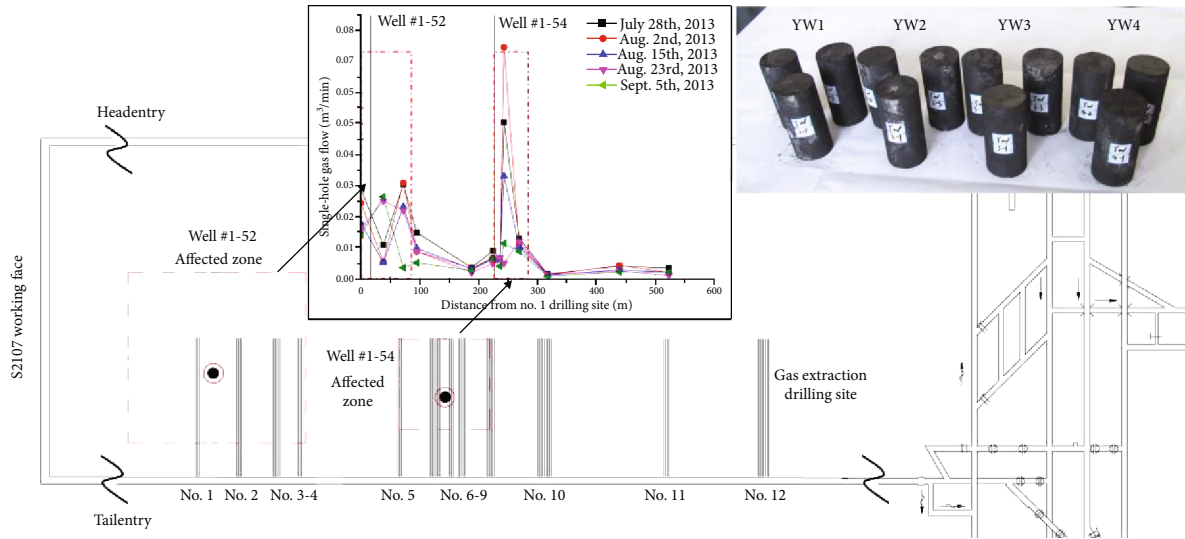 Well #1-52
Well #1-54
July 28th, 2013
Aug. 2nd, 2013
Aug. 15th, 2013
Aug. 23rd, 2013
Sept. 5th, 2013
Single-hole gas flow (m³/min)
0.08
0.07
0.06
0.05
0.04
0.03
0.02
0.01
0.00
0
100
200
300
400
500
600
Distance from no. 1 drilling site (m)
YW1
YW2
YW3
YW4
Headentry
S2107 working face
Well #1-52
Affected zone
Well #1-54
Affected
zone
Gas extraction
drilling site
No. 1
No. 2
No. 3-4
No. 5
No. 6-9
No. 10
No. 11
No. 12
Tailentry